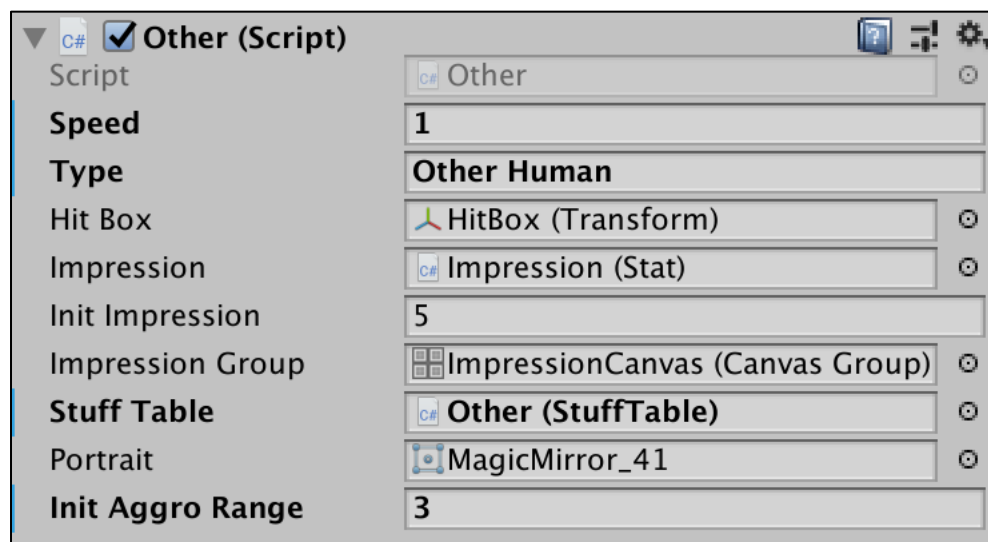 C# Other (Script)
Script C# Other
Speed 1
Type Other Human
Hit Box HitBox (Transform)
Impression C# Impression (Stat)
Init Impression 5
Impression Group ImpressionCanvas (Canvas Group)
Stuff Table C# Other (StuffTable)
Portrait MagicMirror_41
Init Aggro Range 3